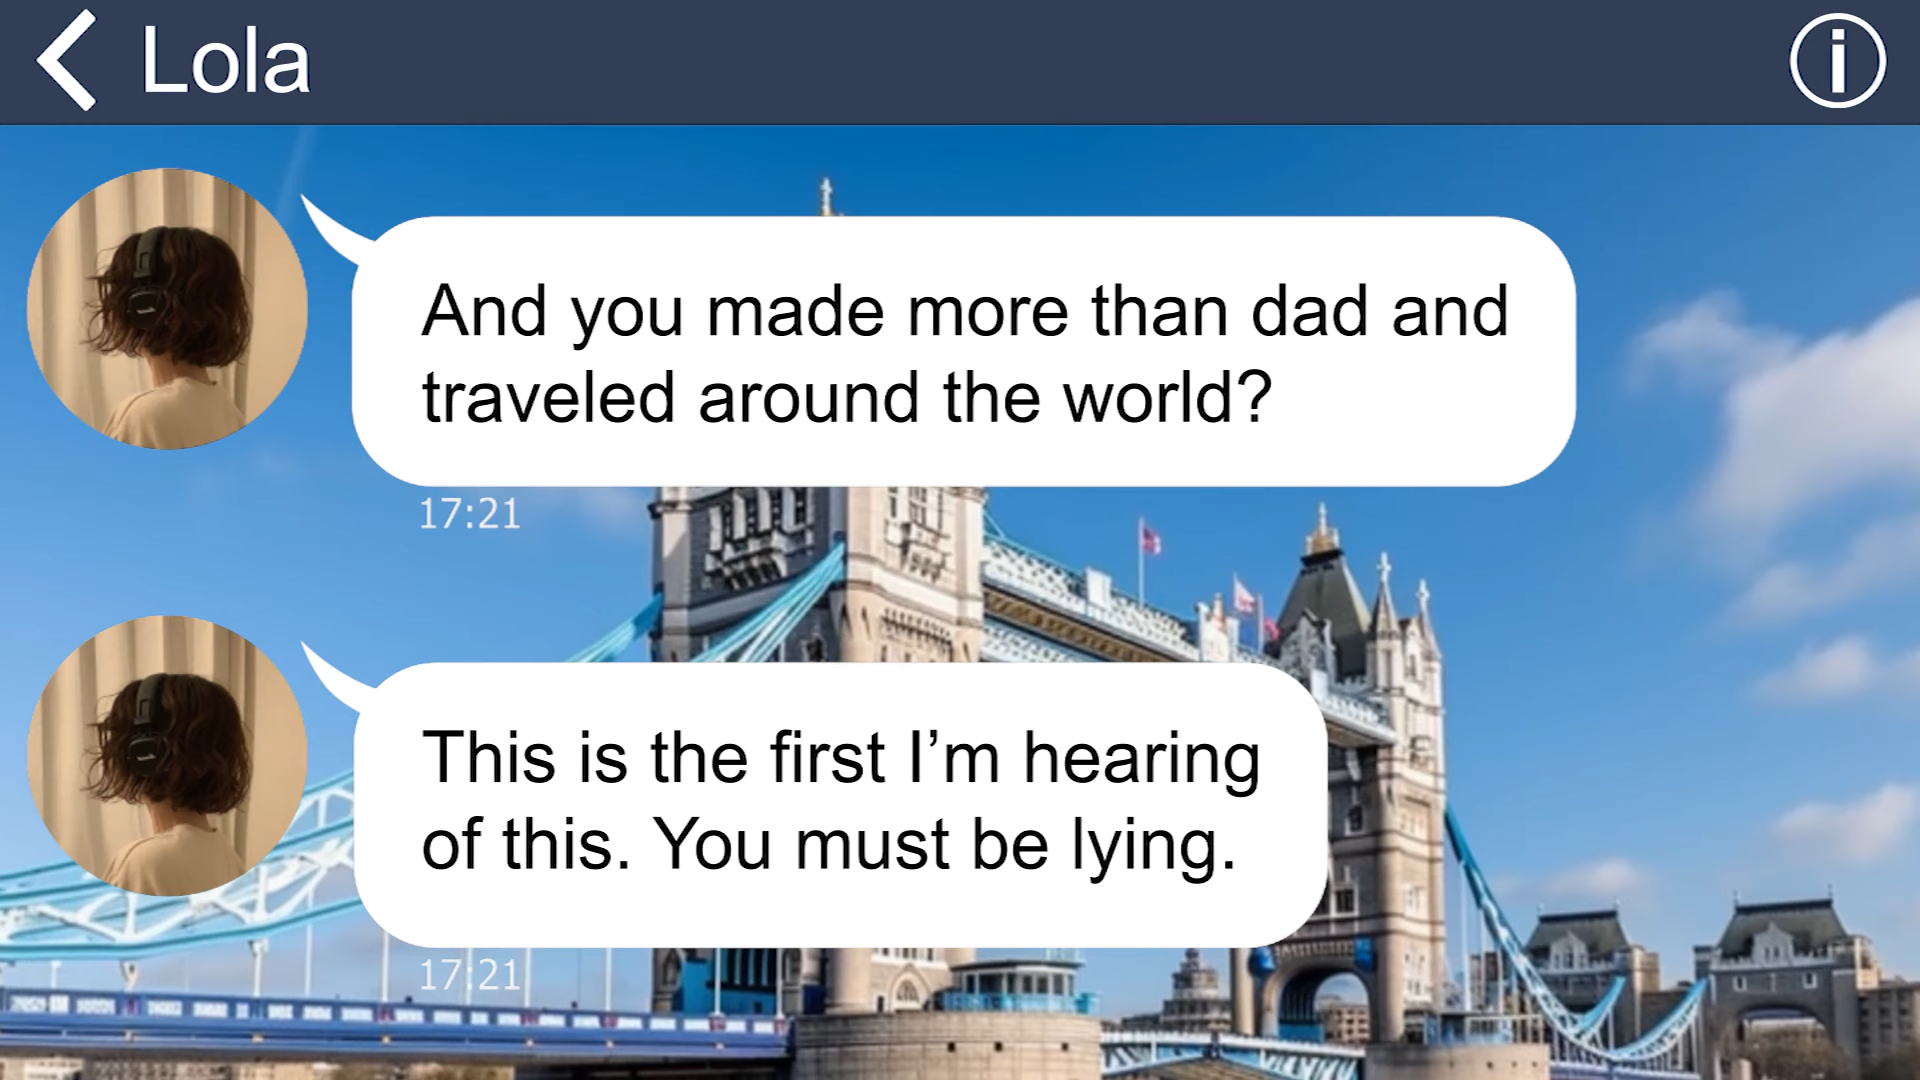 Lola
And you made more than dad and
traveled around the world?
17:21
This is the first I’m hearing
of this. You must be lying.
17:21